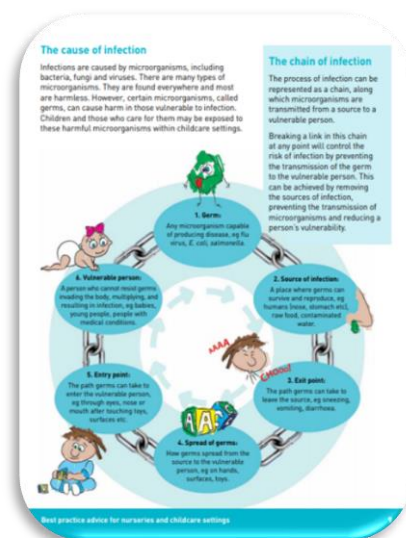 The cause of infection
Infections are caused by microorganisms, including
bacteria, fungi and viruses. There are many types of
microorganisms. They are found everywhere and most
are harmless. However, certain microorganisms, called
germs, can cause harm in those vulnerable to infection.
Children and those who care for them may be exposed to
these harmful microorganisms within childcare settings.
The chain of infection
The process of infection can be
represented as a chain, along
which microorganisms are
transmitted from a source to a
vulnerable person.
Breaking a link in this chain
at any point will control the
risk of infection by preventing
the transmission of the germ
to the vulnerable person. This
can be achieved by removing
the sources of infection,
preventing the transmission of
microorganisms and reducing a
person's vulnerability.
1. Germ:
Any microorganism capable
of producing disease, eg flu
virus, E. coli, salmonella.
2. Source of infection:
A place where germs can
survive and reproduce, eg
humans (nose, stomach etc),
raw food, contaminated
water.
AAAA
CHOOU!
3. Exit point:
The path germs can take to
leave the source, eg sneezing,
vomiting, diarrhoea.
4. Spread of germs:
How germs spread from the
source to the vulnerable
person, eg on hands,
surfaces, toys.
5. Entry point:
The path germs can take to
enter the vulnerable person,
eg through eyes, nose or
mouth after touching toys,
surfaces etc.
6. Vulnerable person:
A person who cannot resist germs
invading the body, multiplying, and
resulting in infection, eg babies,
young people, people with
medical conditions.
Best practice advice for nurseries and childcare settings